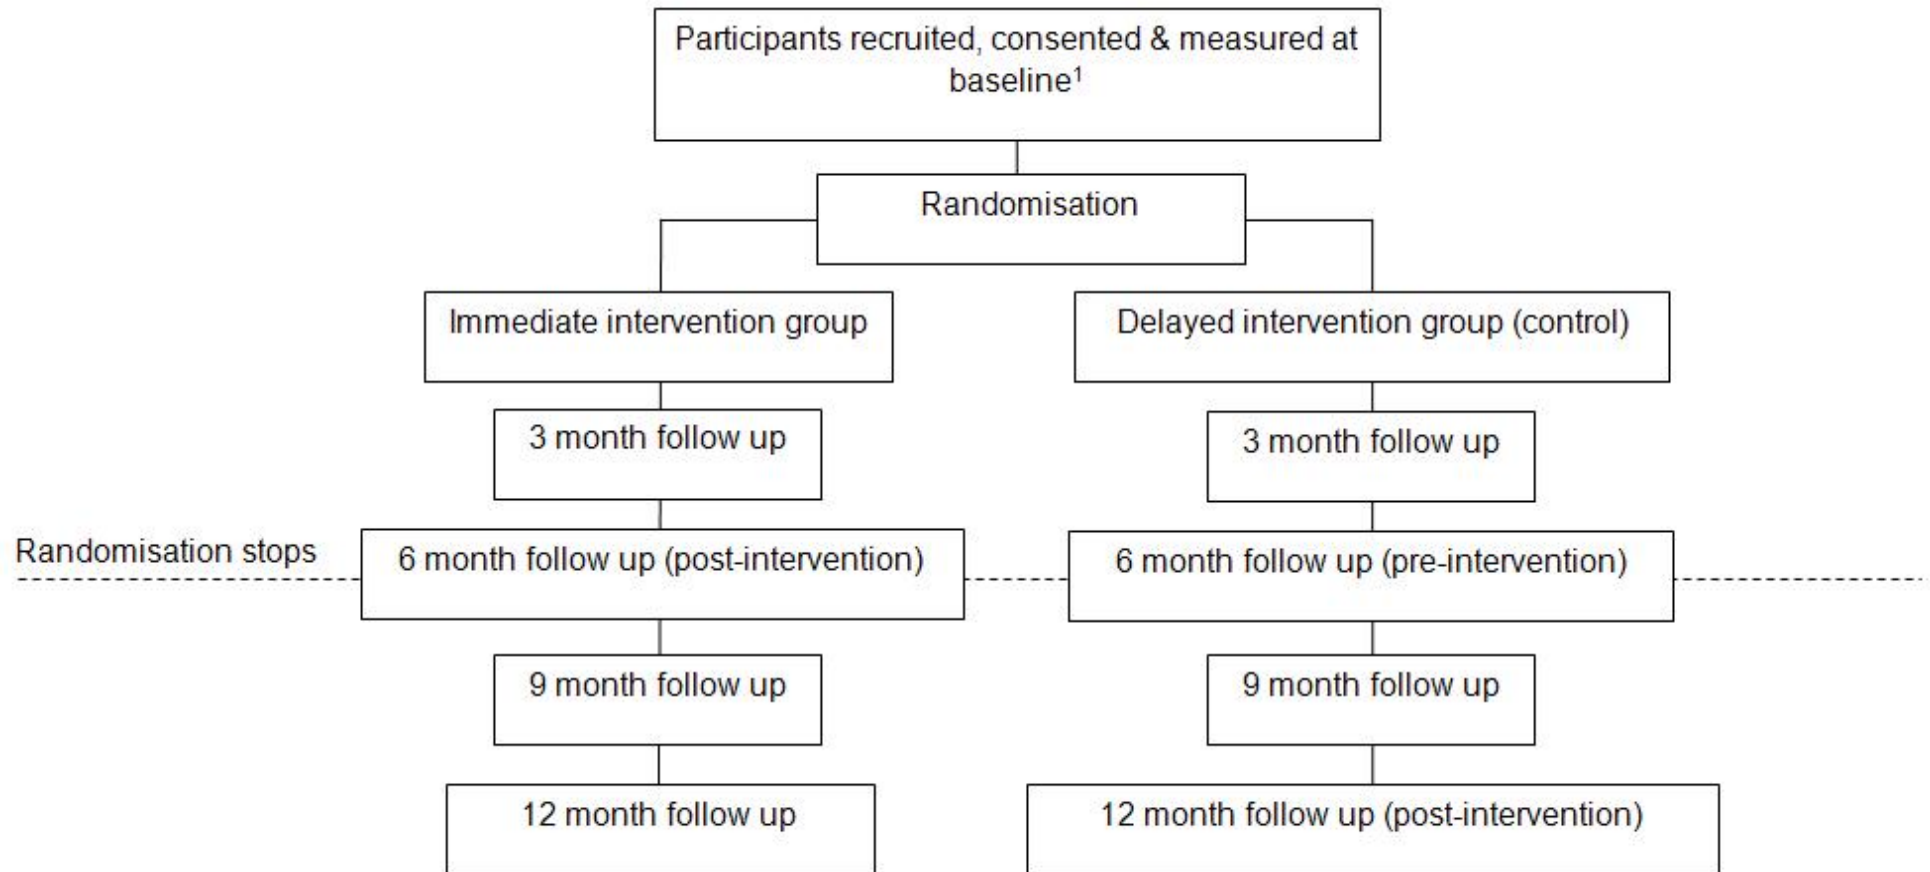 Participants recruited, consented & measured at
baseline¹
Randomisation
Immediate intervention group
Delayed intervention group (control)
3 month follow up
3 month follow up
Randomisation stops
6 month follow up (post-intervention)
6 month follow up (pre-intervention)
9 month follow up
9 month follow up
12 month follow up
12 month follow up (post-intervention)